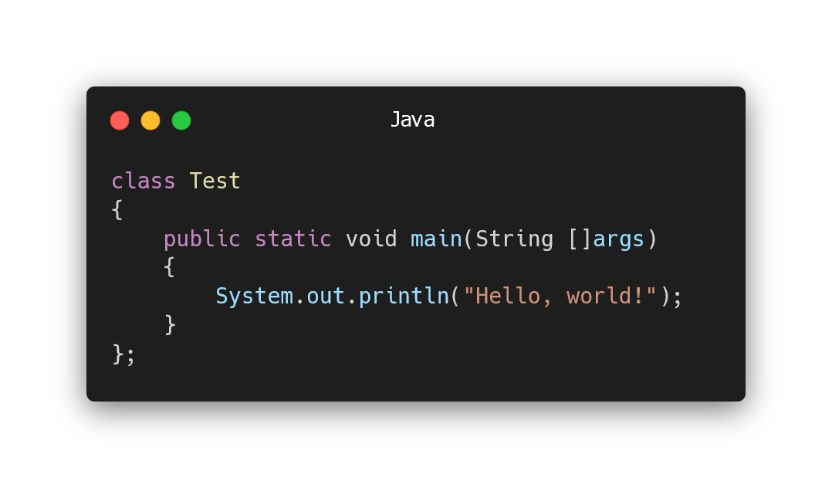 Java
class Test
{
    public static void main(String []args)
    {
        System.out.println("Hello, world!");
    }
};